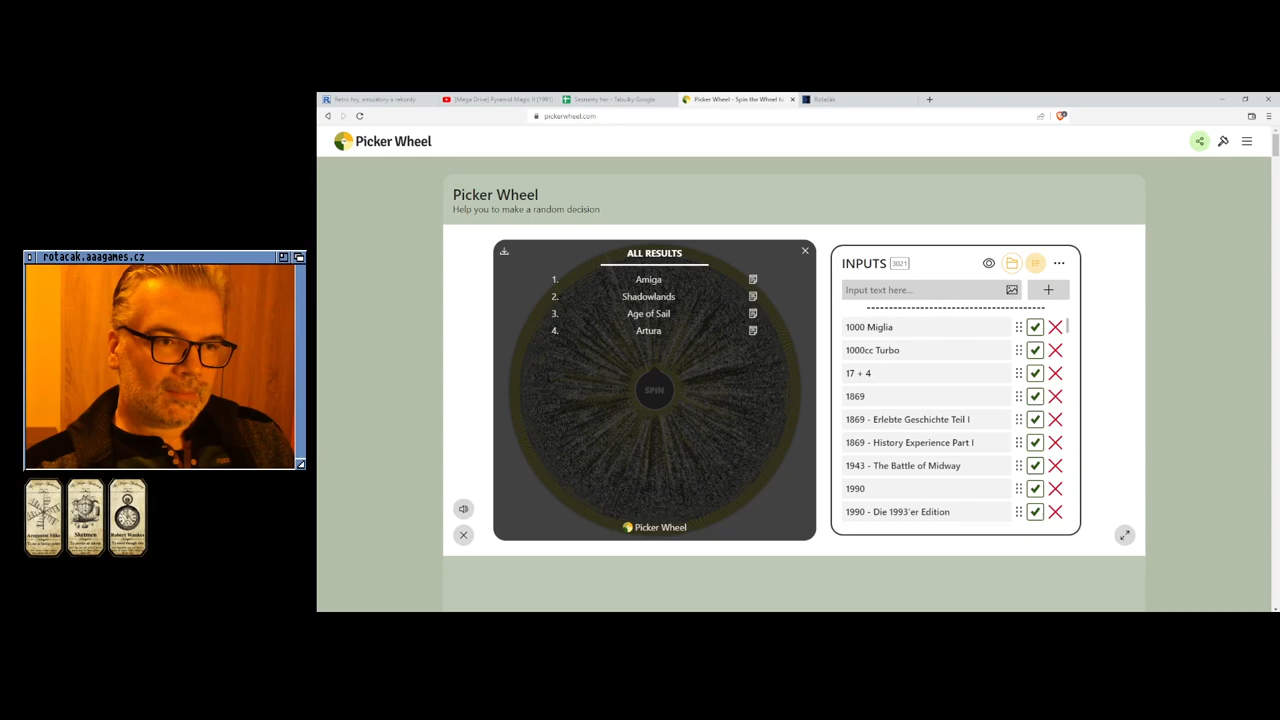 Retro hry, emulátory a rekordy
[Mega Drive] Pyramid Magic II (1991)
Seznamy her - Tabulky Google
Picker Wheel - Spin the Wheel to
Rotačák
pickerwheel.com
Picker Wheel
Picker Wheel
Help you to make a random decision
rotacak.aaagames.cz
ALL RESULTS
1. Amiga
2. Shadowlands
3. Age of Sail
4. Artura
SPIN
Picker Wheel
INPUTS 3021
Input text here...
1000 Miglia
1000cc Turbo
17 + 4
1869
1869 - Erlebte Geschichte Teil I
1869 - History Experience Part I
1943 - The Battle of Midway
1990
1990 - Die 1993'er Edition
Sketmen
Robert Wankes